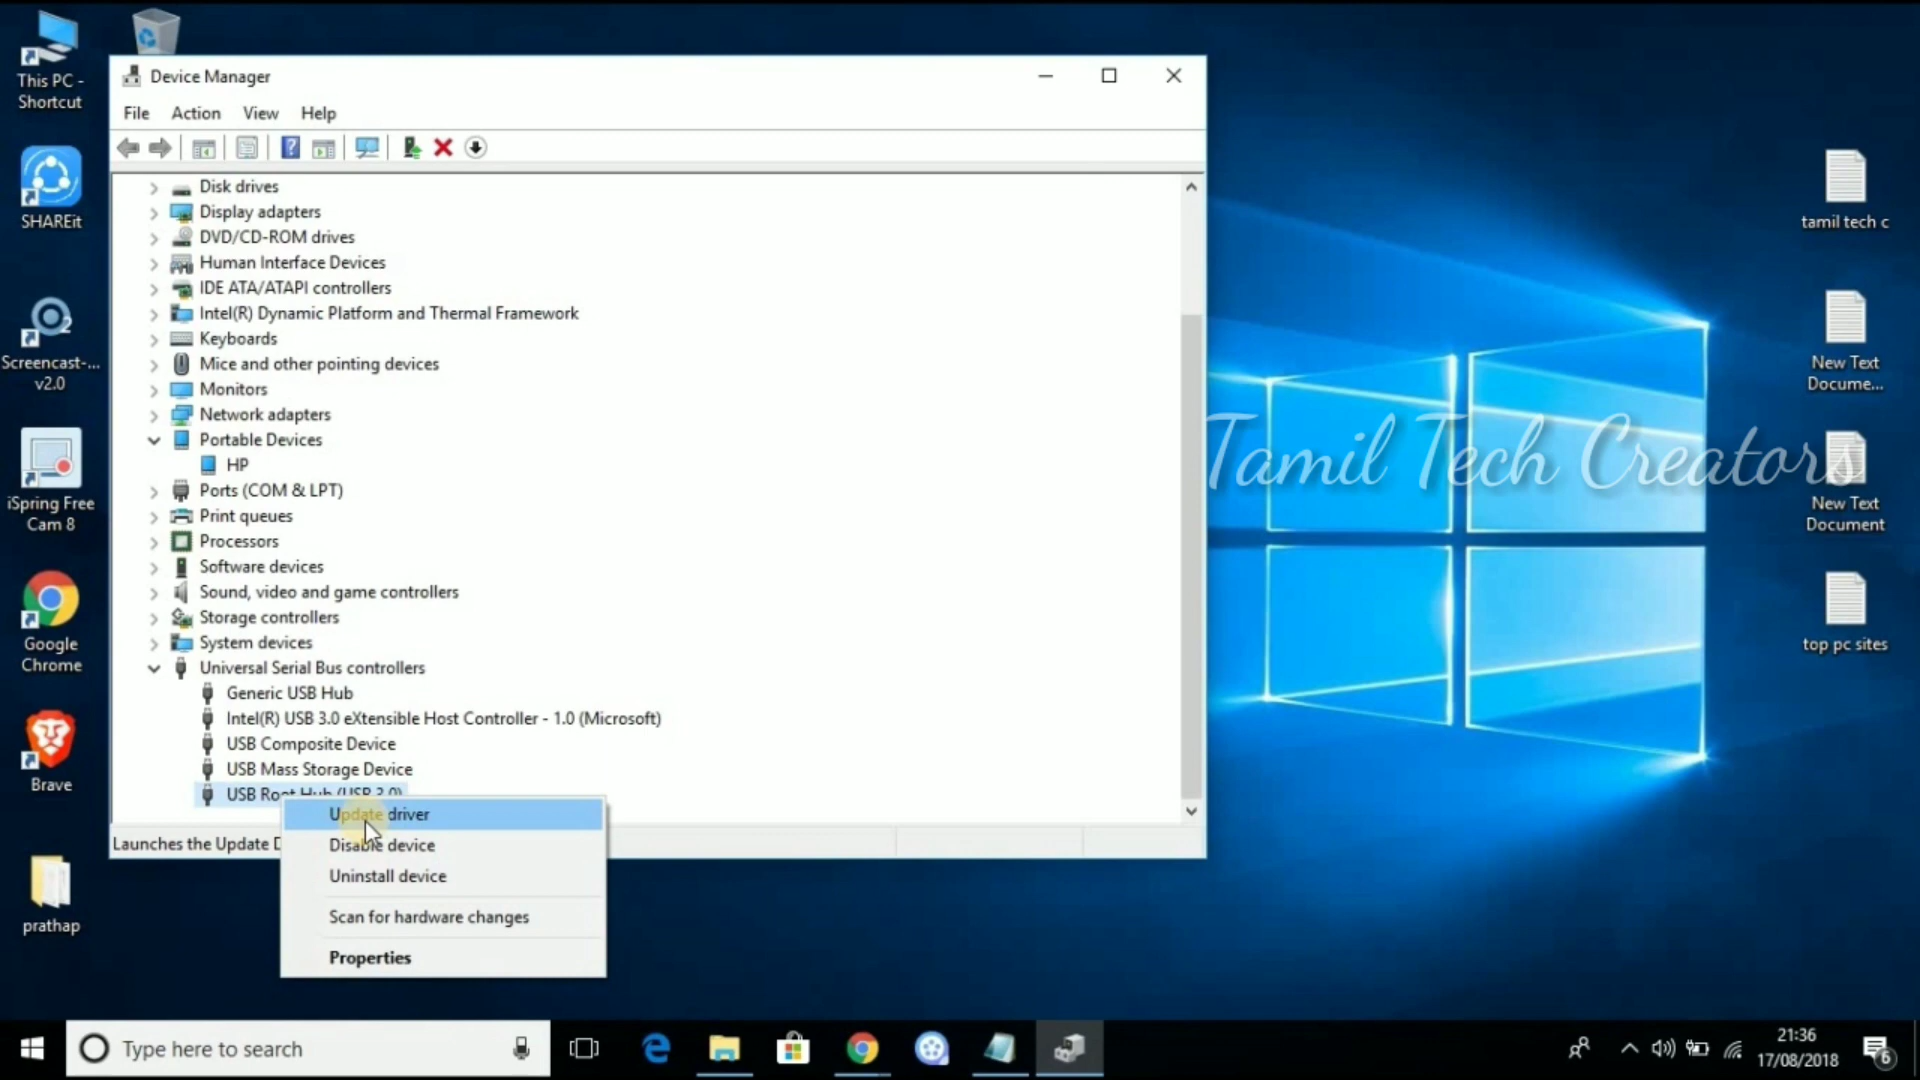 This PC -
Shortcut
SHAREit
Screencast-...
v2.0
iSpring Free
Cam 8
Google
Chrome
Brave
prathap
Device Manager
File Action View Help
Disk drives
Display adapters
DVD/CD-ROM drives
Human Interface Devices
IDE ATA/ATAPI controllers
Intel(R) Dynamic Platform and Thermal Framework
Keyboards
Mice and other pointing devices
Monitors
Network adapters
Portable Devices
HP
Ports (COM & LPT)
Print queues
Processors
Software devices
Sound, video and game controllers
Storage controllers
System devices
Universal Serial Bus controllers
Generic USB Hub
Intel(R) USB 3.0 eXtensible Host Controller - 1.0 (Microsoft)
USB Composite Device
USB Mass Storage Device
USB Root Hub (USB 3.0)
Launches the Update D
Update driver
Disable device
Uninstall device
Scan for hardware changes
Properties
Tamil Tech Creators
tamil tech c
New Text
Docume...
New Text
Document
top pc sites
Type here to search
21:36
17/08/2018
6